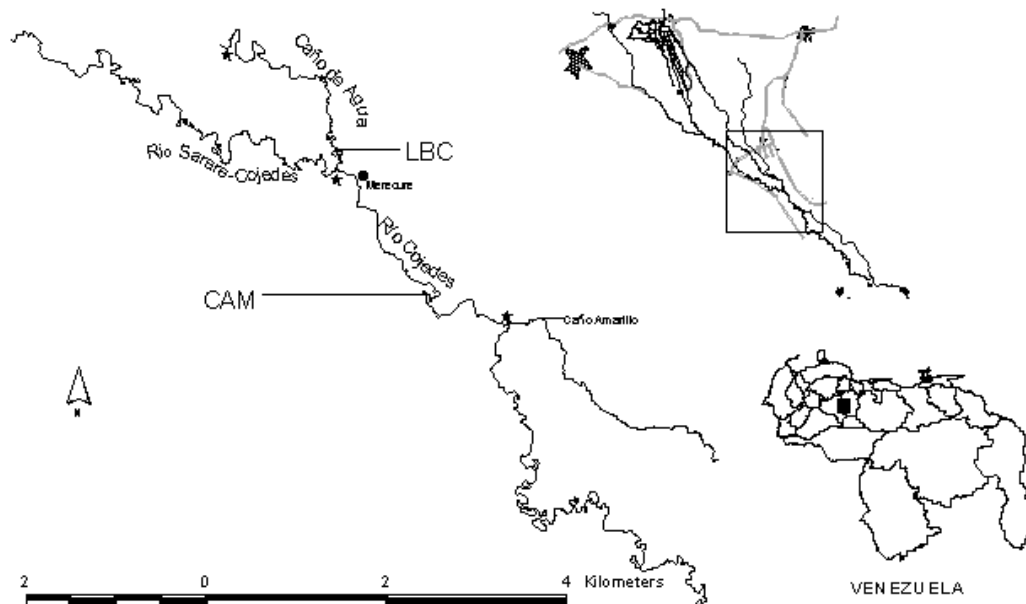 Caño de Agua
Río Sarare-Cojedes
LBC
Merecure
Río Cojedes
CAM
Caño Amarillo
N
2 0 2 4 Kilometers
VENEZUELA